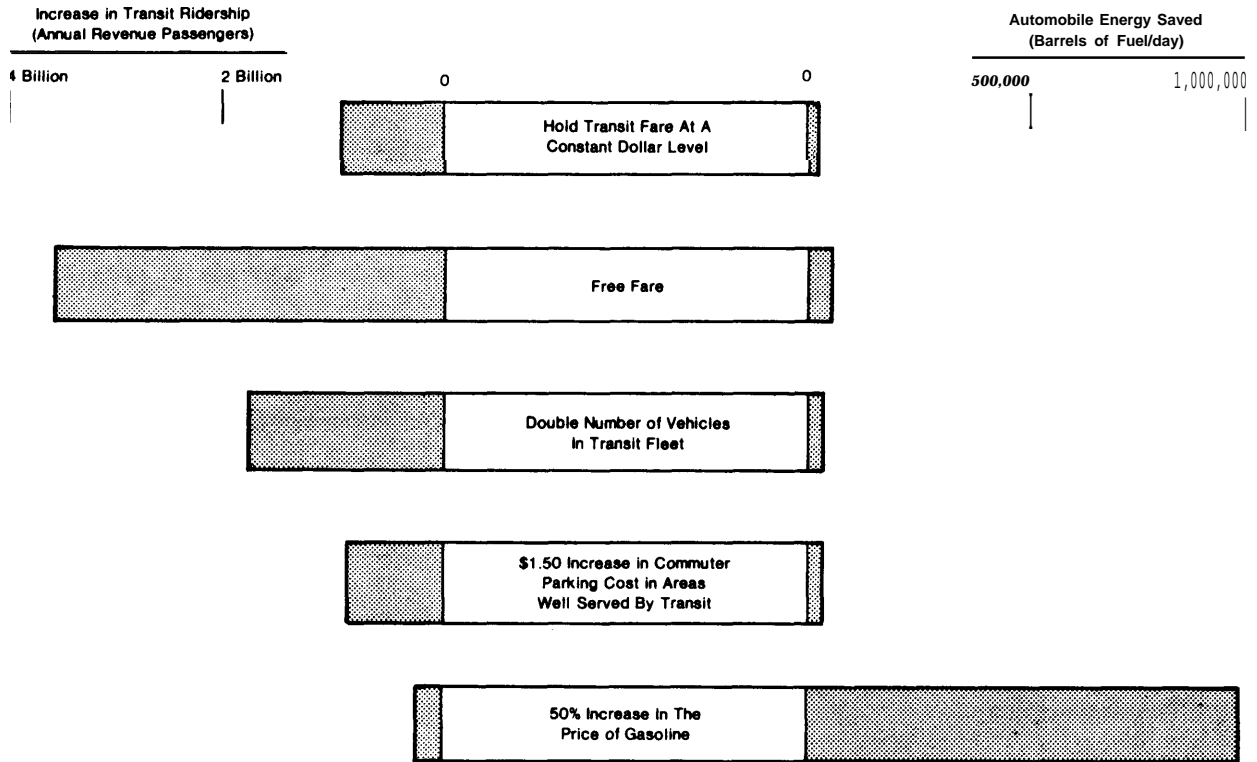 Increase in Transit Ridership
(Annual Revenue Passengers)
Automobile Energy Saved
(Barrels of Fuel/day)
4 Billion
2 Billion
0
0
500,000
1,000,000
Hold Transit Fare At A
Constant Dollar Level
Free Fare
Double Number of Vehicles
in Transit Fleet
$1.50 Increase in Commuter
Parking Cost in Areas
Well Served By Transit
50% Increase in The
Price of Gasoline